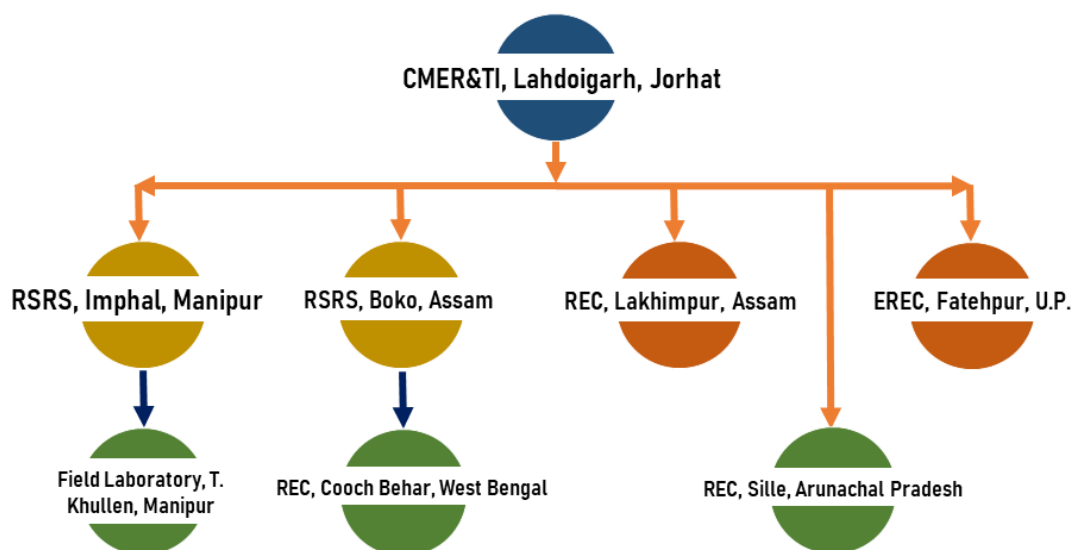 CMER&TI, Lahdoigarh, Jorhat
RSRS, Imphal, Manipur
RSRS, Boko, Assam
REC, Lakhimpur, Assam
EREC, Fatehpur, U.P.
Field Laboratory, T.
Khullen, Manipur
REC, Cooch Behar, West Bengal
REC, Sille, Arunachal Pradesh